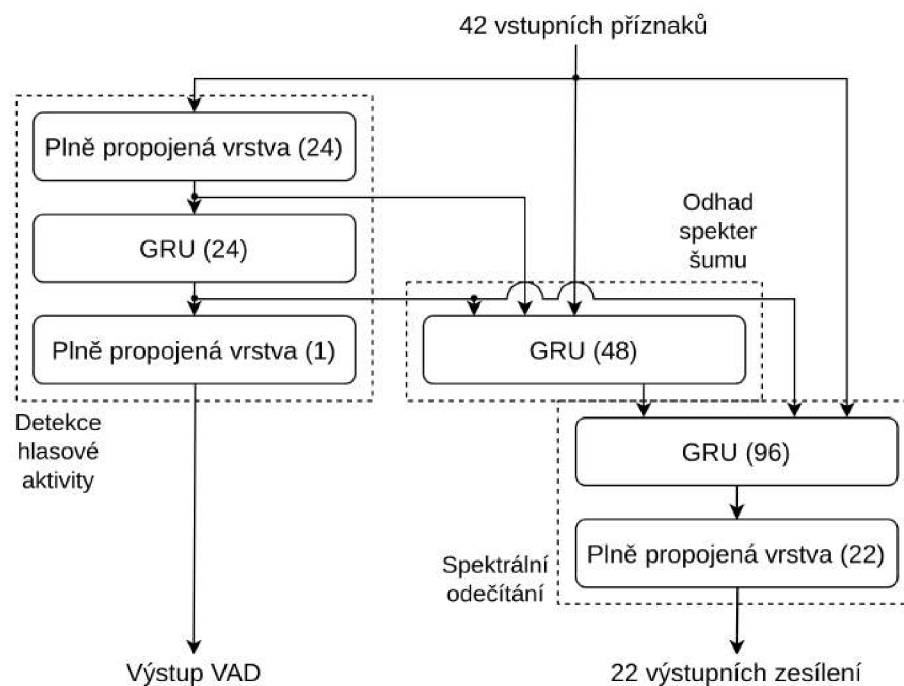 42 vstupních příznaků
Plně propojená vrstva (24)
GRU (24)
Plně propojená vrstva (1)
Detekce
hlasové
aktivity
Odhad
spekter
šumu
GRU (48)
GRU (96)
Plně propojená vrstva (22)
Spektrální
odečítání
Výstup VAD
22 výstupních zesílení